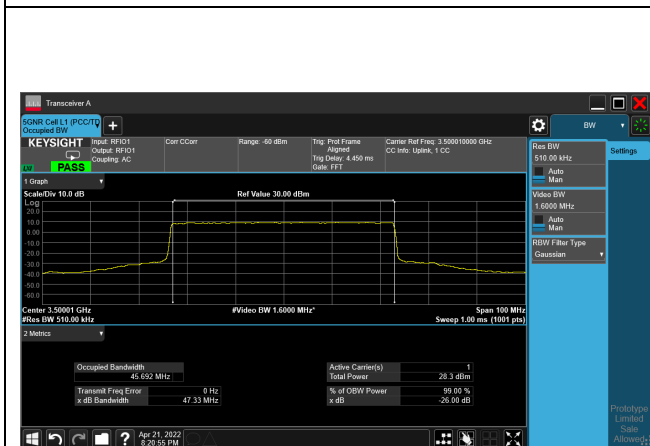 Transceiver A
5GNR Cell L1 (PCC/TD
Occupied BW
+
BW
KEYSIGHT
Input: RFIO1
Output: RFIO1
Coupling: AC
Corr CCorr
Range: -60 dBm
Trig: Prot Frame
Aligned
Trig Delay: 4.450 ms
Gate: FFT
Carrier Ref Freq: 3.500010000 GHz
CC Info: Uplink, 1 CC
PASS
Res BW
510.00 kHz
Auto
Man
Settings
1 Graph
Scale/Div 10.0 dB
Ref Value 30.00 dBm
Log
20.0
10.0
0.00
-10.0
-20.0
-30.0
-40.0
-50.0
-60.0
Video BW
1.6000 MHz
Auto
Man
RBW Filter Type
Gaussian
Center 3.50001 GHz
#Video BW 1.6000 MHz*
Span 100 MHz
#Res BW 510.00 kHz
Sweep 1.00 ms (1001 pts)
2 Metrics
Occupied Bandwidth
45.692 MHz
Active Carrier(s) 1
Total Power 28.3 dBm
Transmit Freq Error 0 Hz
x dB Bandwidth 47.33 MHz
% of OBW Power 99.00 %
x dB -26.00 dB
Prototype
Limited
Sale
Allowed
?
Apr 21, 2022
8:20:55 PM